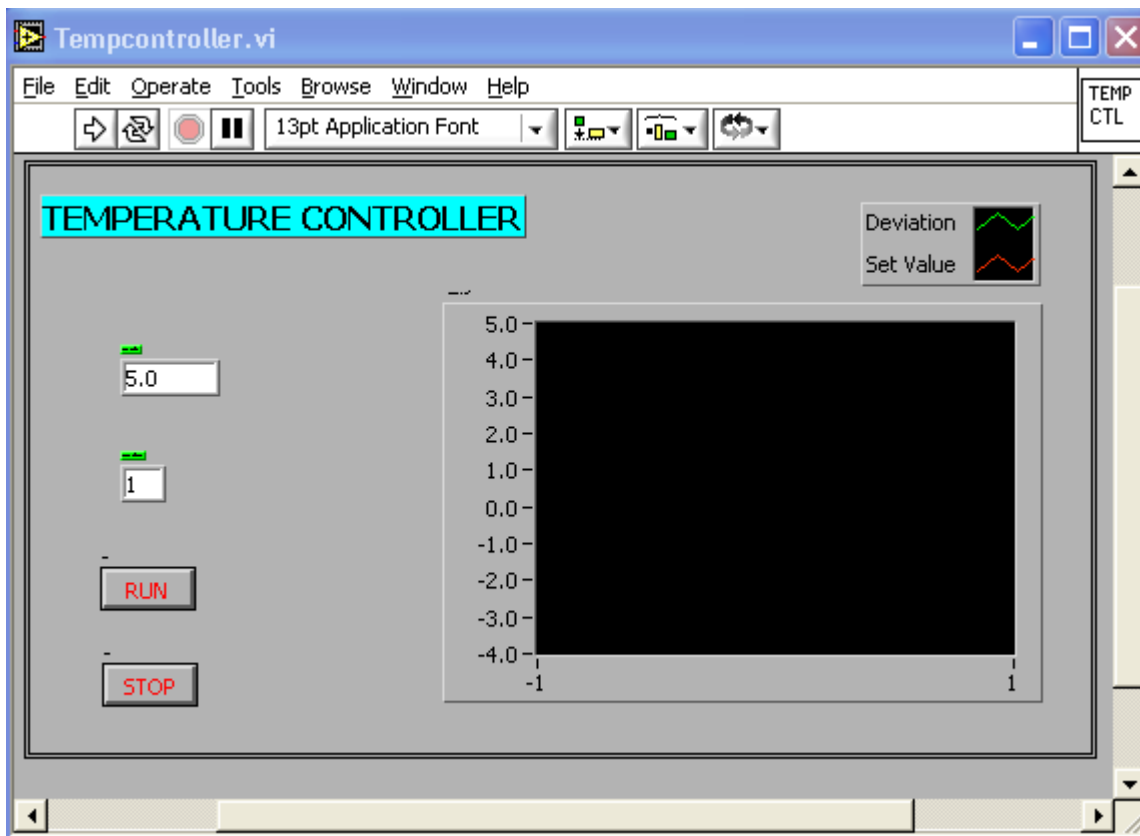 Tempcontroller.vi
File Edit Operate Tools Browse Window Help
TEMP
CTL
13pt Application Font
TEMPERATURE CONTROLLER
Deviation
Set Value
5.0
4.0
3.0
2.0
1.0
0.0
-1.0
-2.0
-3.0
-4.0
-1 1
5.0
1
RUN
STOP